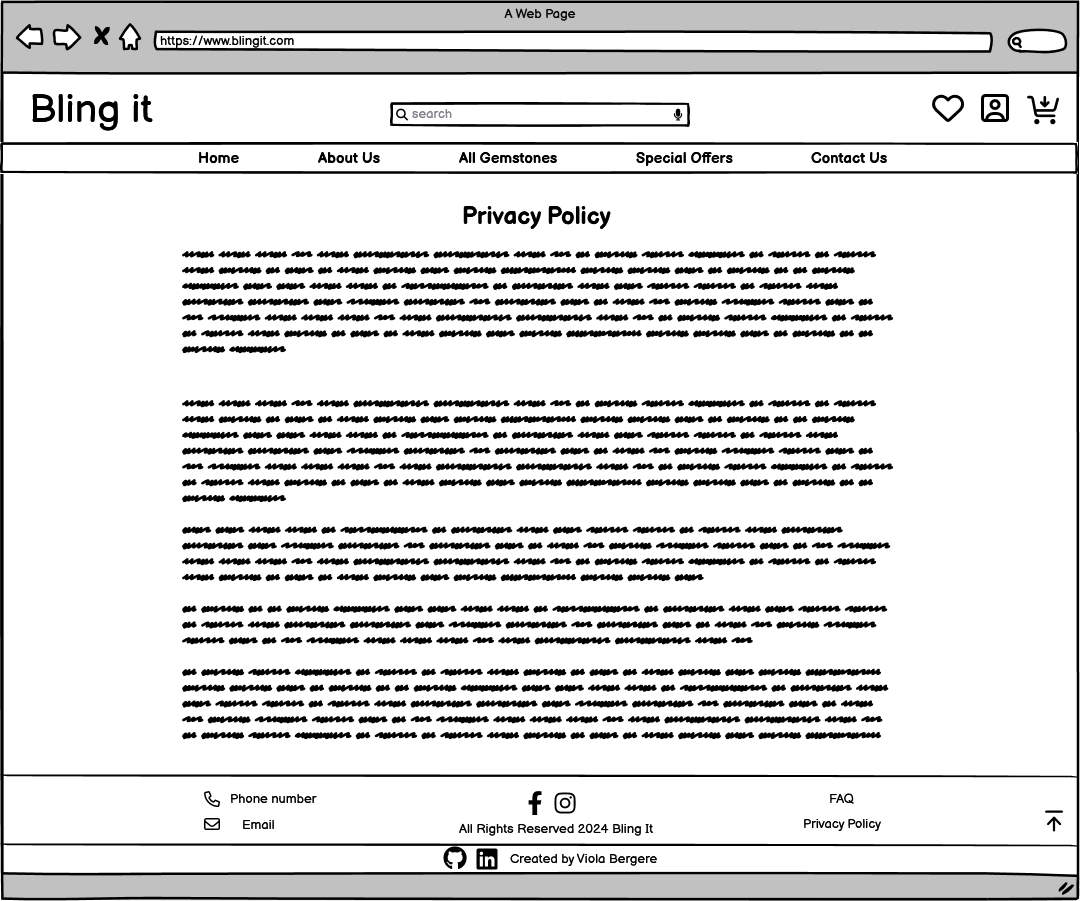 A Web Page
https://www.blingit.com
Bling it
search
Home About Us All Gemstones Special Offers Contact Us
Privacy Policy
Phone number
Email
All Rights Reserved 2024 Bling It
FAQ
Privacy Policy
Created by Viola Bergere